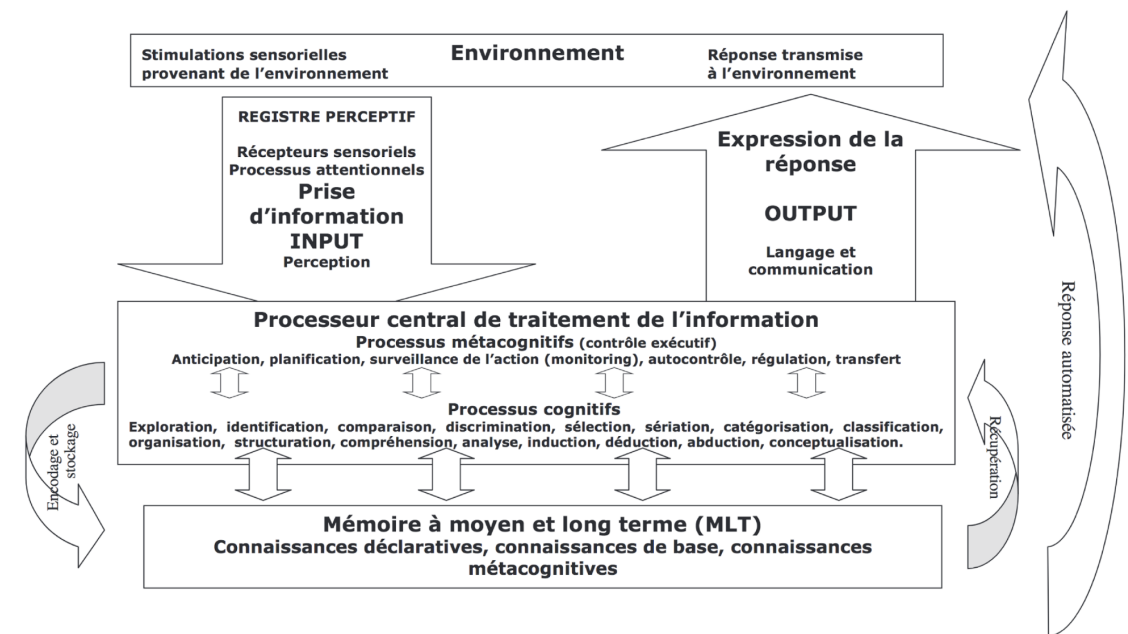 Stimulations sensorielles
provenant de l’environnement
Environnement
Réponse transmise
à l’environnement
REGISTRE PERCEPTIF
Récepteurs sensoriels
Processus attentionnels
Prise
d’information
INPUT
Perception
Expression de la
réponse
OUTPUT
Langage et
communication
Processeur central de traitement de l’information
Processus métacognitifs (contrôle exécutif)
Anticipation, planification, surveillance de l’action (monitoring), autocontrôle, régulation, transfert
Processus cognitifs
Exploration, identification, comparaison, discrimination, sélection, sériation, catégorisation, classification,
organisation, structuration, compréhension, analyse, induction, déduction, abduction, conceptualisation.
Encodage et
stockage
Récupération
Réponse automatisée
Mémoire à moyen et long terme (MLT)
Connaissances déclaratives, connaissances de base, connaissances
métacognitives